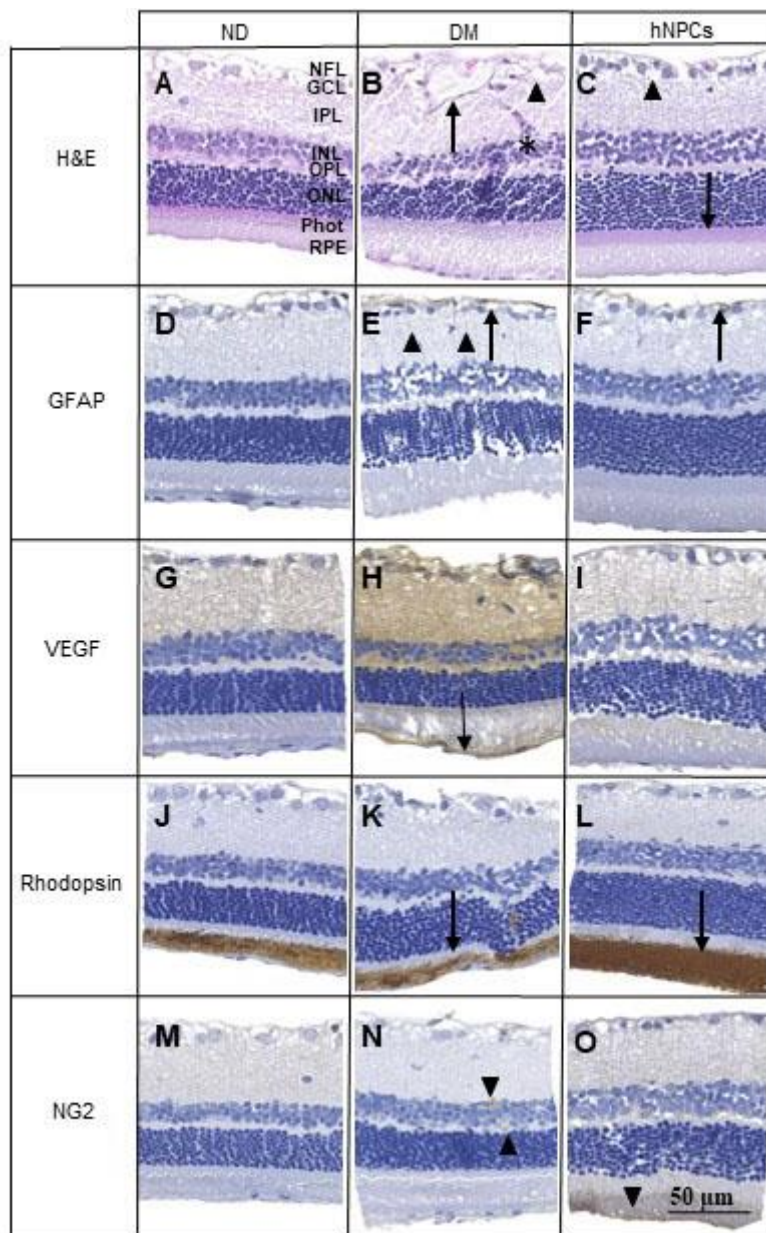 ND DM hNPCs
H&E
A
NFL
GCL
IPL
INL
OPL
ONL
Phot
RPE
B
*
C
GFAP
D E F
VEGF
G H I
Rhodopsin
J K L
NG2
M N O
50 µm